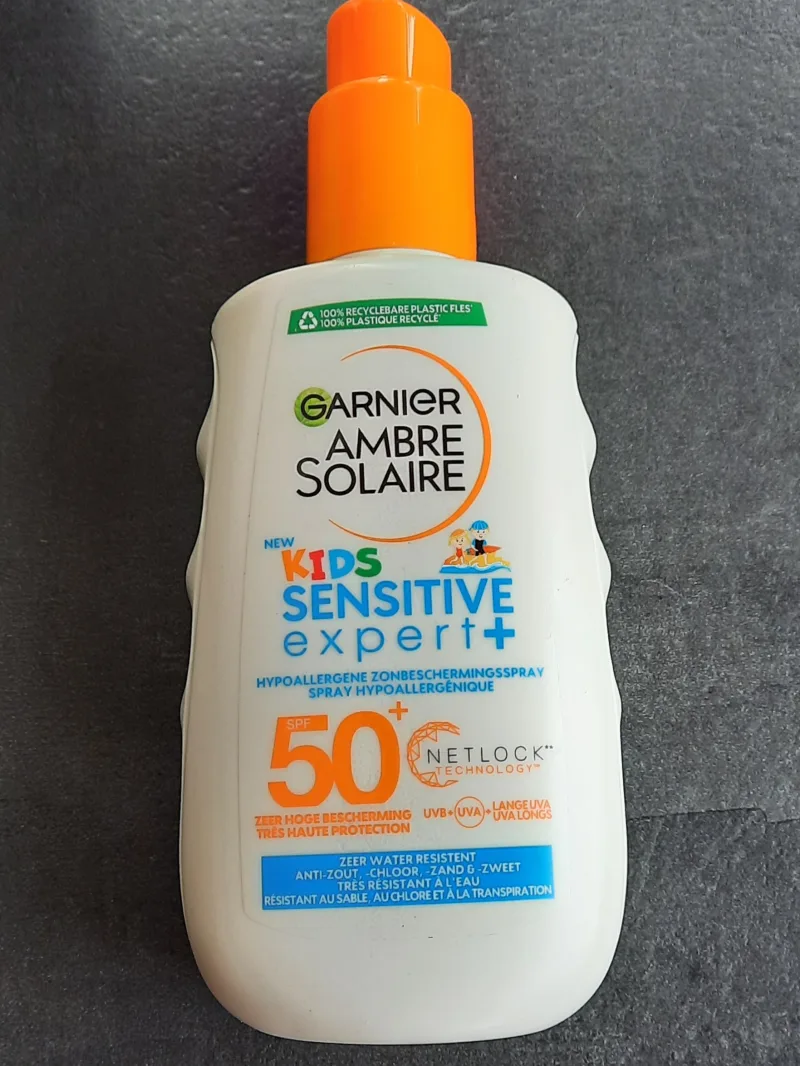 100% RECYCLEBARE PLASTIC FLES*
100% PLASTIQUE RECYCLÉ*
GARNIER
AMBRE
SOLAIRE
NEW
KIDS
SENSITIVE
expert+
HYPOALLERGENE ZONBESCHERMINGSSPRAY
SPRAY HYPOALLERGÉNIQUE
SPF
50+
NETLOCK**
TECHNOLOGY™
ZEER HOGE BESCHERMING
TRÈS HAUTE PROTECTION
UVB + UVA + LANGE UVA
UVA LONGS
ZEER WATER RESISTENT
ANTI-ZOUT, -CHLOOR, -ZAND & -ZWEET
TRÈS RÉSISTANT À L'EAU
RÉSISTANT AU SABLE, AU CHLORE ET À LA TRANSPIRATION